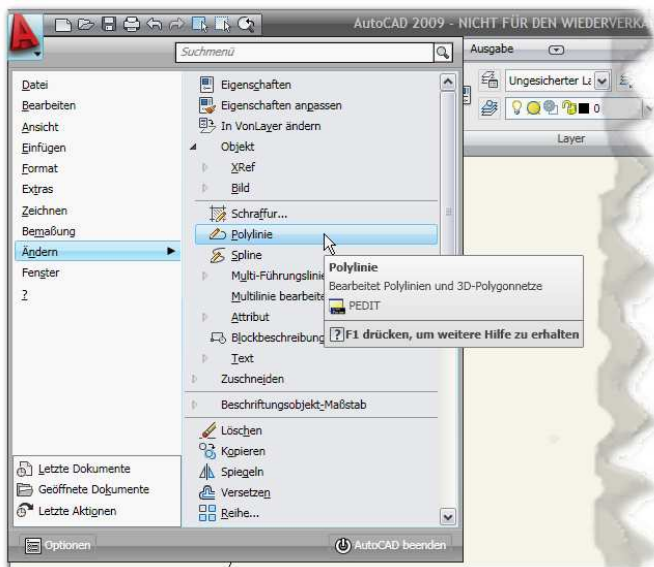 AutoCAD 2009 - NICHT FÜR DEN WIEDERVERKA
Suchmenü
Ausgabe
Ungesicherter La
0
Layer
Datei
Bearbeiten
Ansicht
Einfügen
Format
Extras
Zeichnen
Bemaßung
Ändern
Fenster
?
Letzte Dokumente
Geöffnete Dokumente
Letzte Aktionen
Eigenschaften
Eigenschaften anpassen
In VonLayer ändern
Objekt
XRef
Bild
Schraffur...
Polylinie
Spline
Multi-Führungslinie
Multilinie bearbeite
Attribut
Blockbeschreibung
Text
Zuschneiden
Beschriftungsobjekt-Maßstab
Löschen
Kopieren
Spiegeln
Versetzen
Reihe...
Polylinie
Bearbeitet Polylinien und 3D-Polygonnetze
PEDIT
F1 drücken, um weitere Hilfe zu erhalten
Optionen
AutoCAD beenden